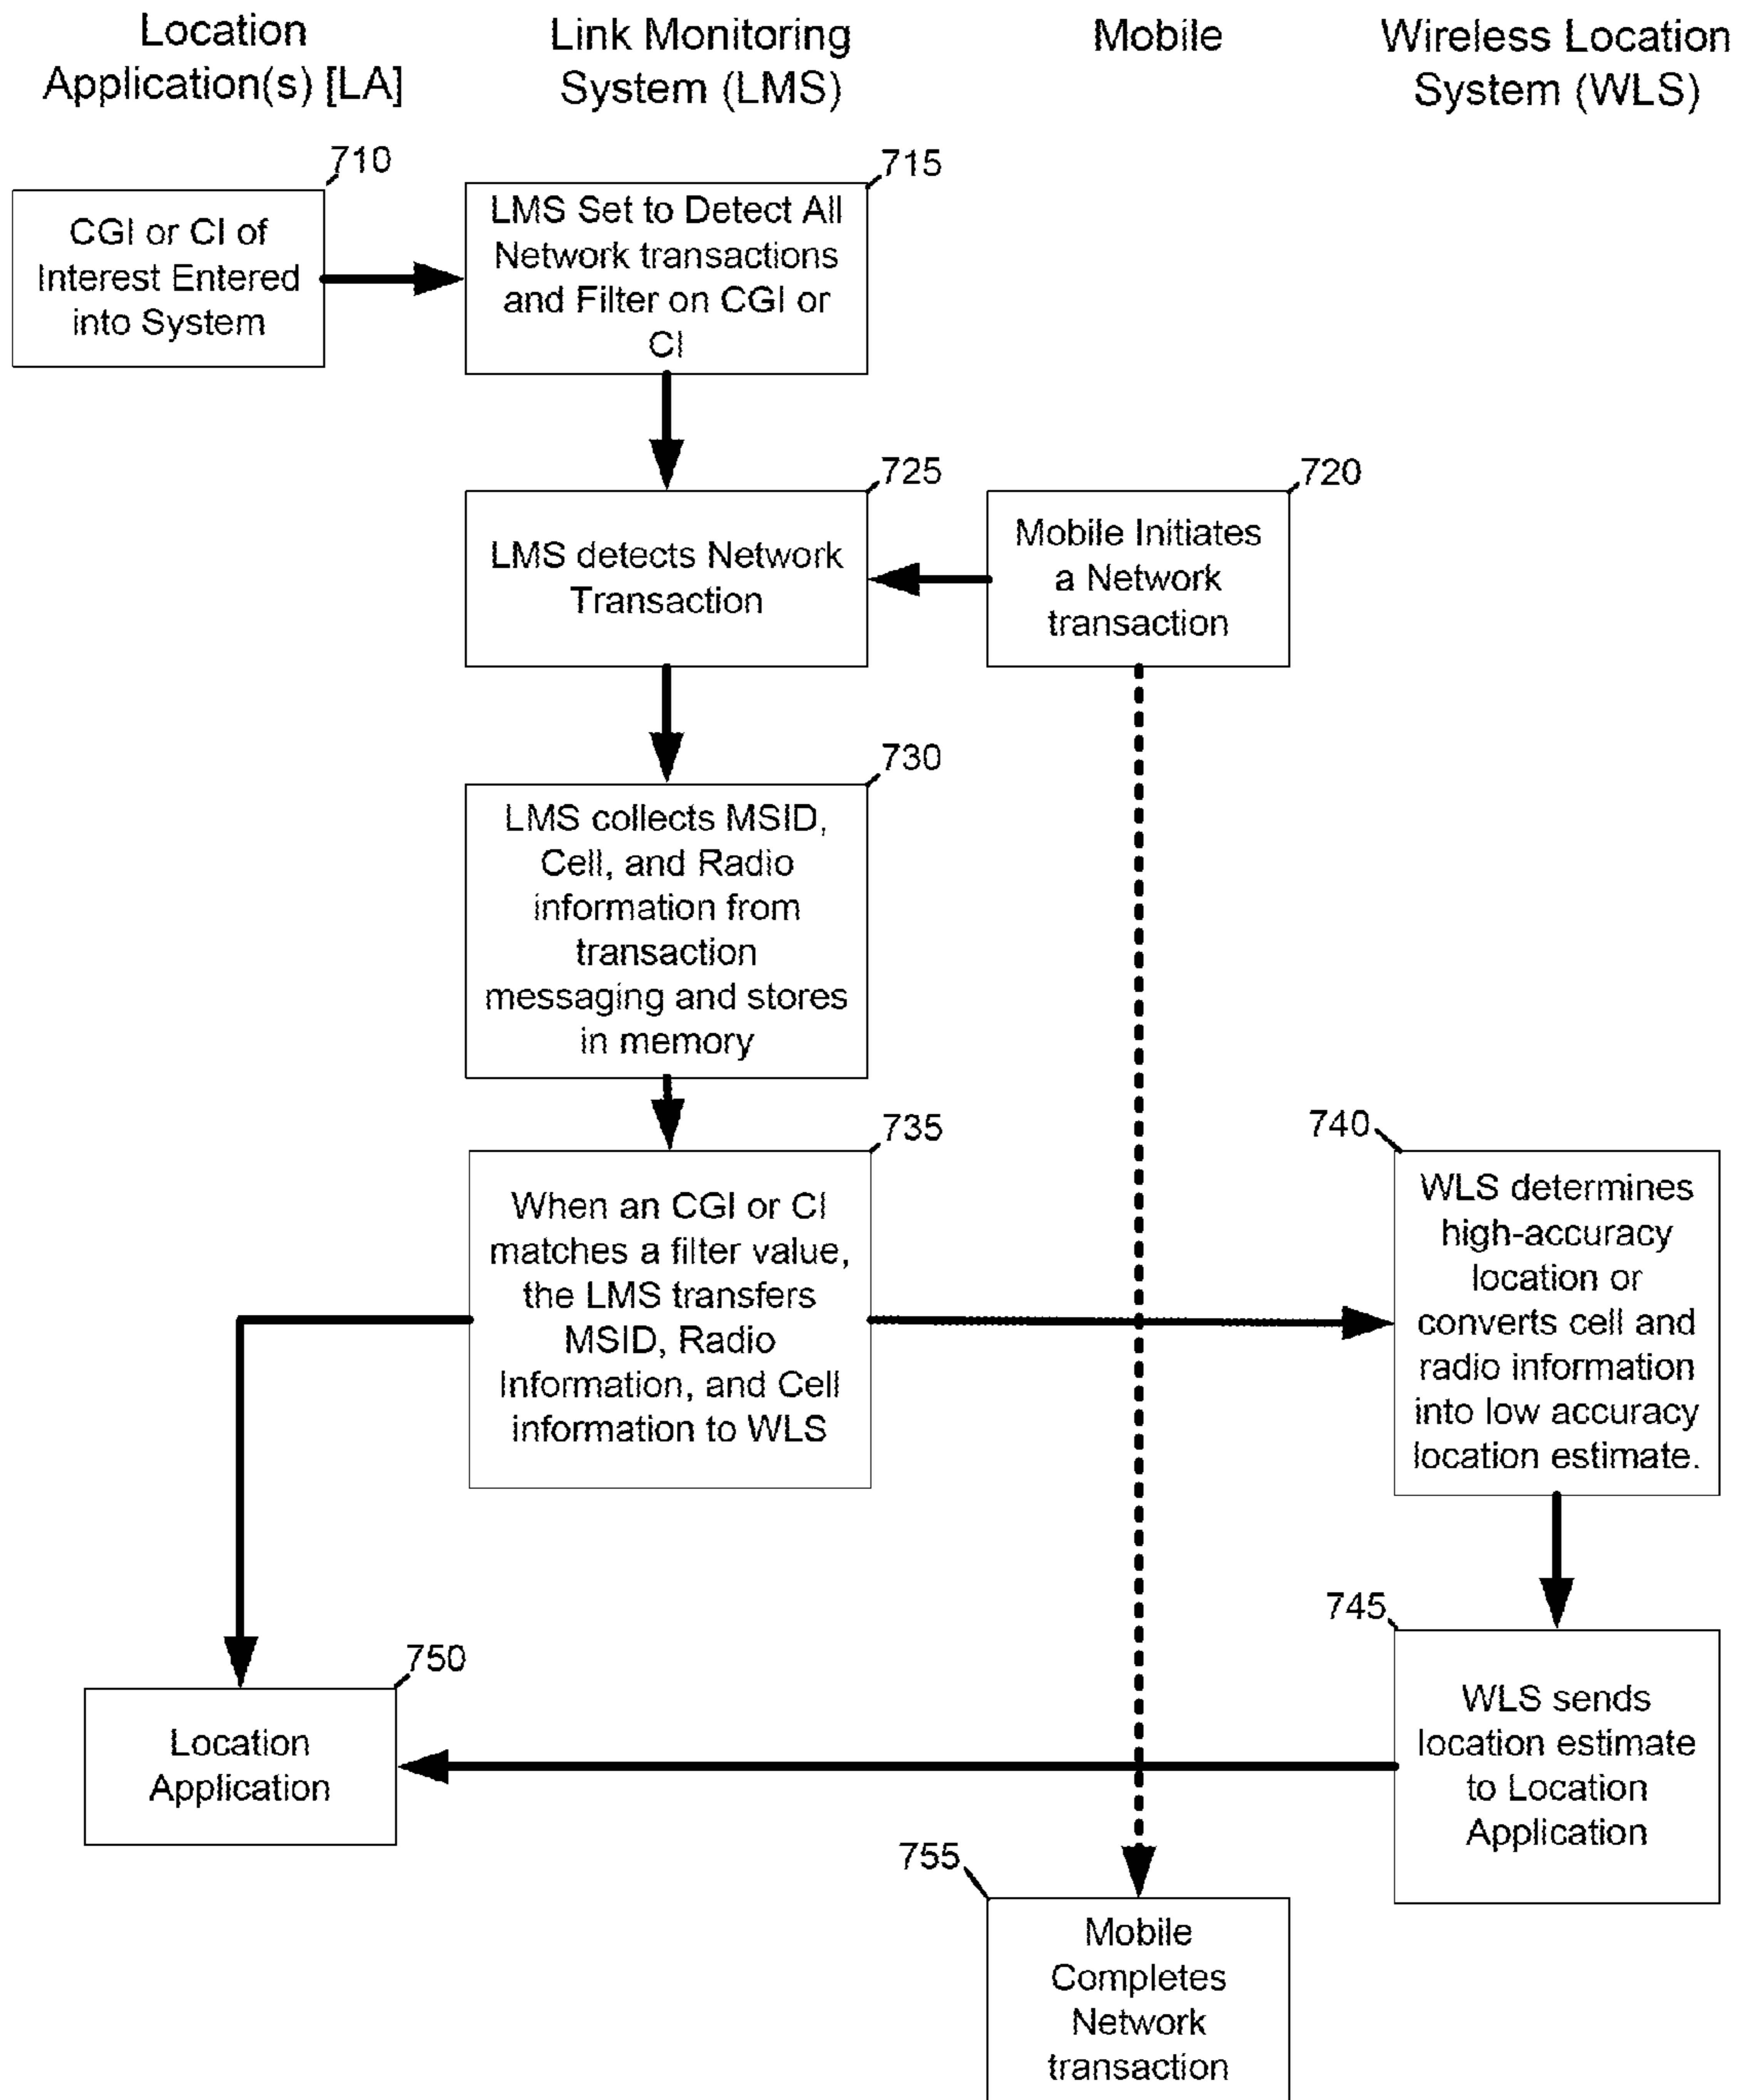 Location
Application(s) [LA]
Link Monitoring
System (LMS)
Mobile
Wireless Location
System (WLS)
710
CGI or CI of
Interest Entered
into System
715
LMS Set to Detect All
Network transactions
and Filter on CGI or
CI
725
LMS detects Network
Transaction
720
Mobile Initiates
a Network
transaction
730
LMS collects MSID,
Cell, and Radio
information from
transaction
messaging and stores
in memory
735
When an CGI or CI
matches a filter value,
the LMS transfers
MSID, Radio
Information, and Cell
information to WLS
740
WLS determines
high-accuracy
location or
converts cell and
radio information
into low accuracy
location estimate.
745
WLS sends
location estimate
to Location
Application
750
Location
Application
755
Mobile
Completes
Network
transaction